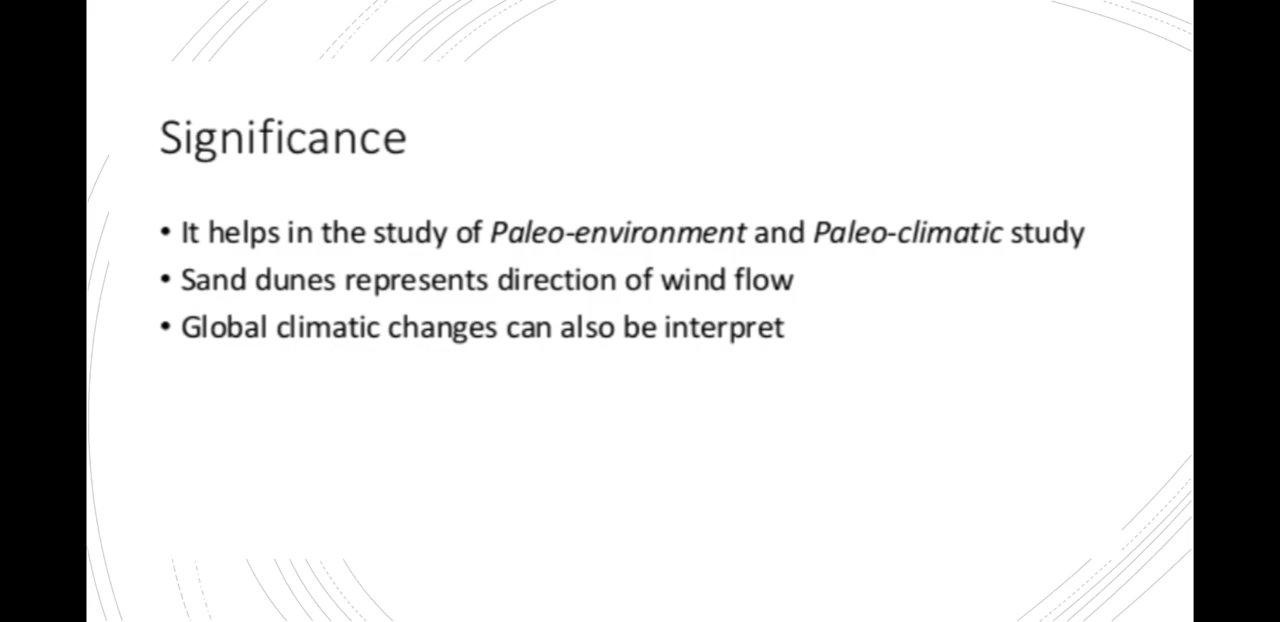 Significance
• It helps in the study of Paleo-environment and Paleo-climatic study
• Sand dunes represents direction of wind flow
• Global climatic changes can also be interpret